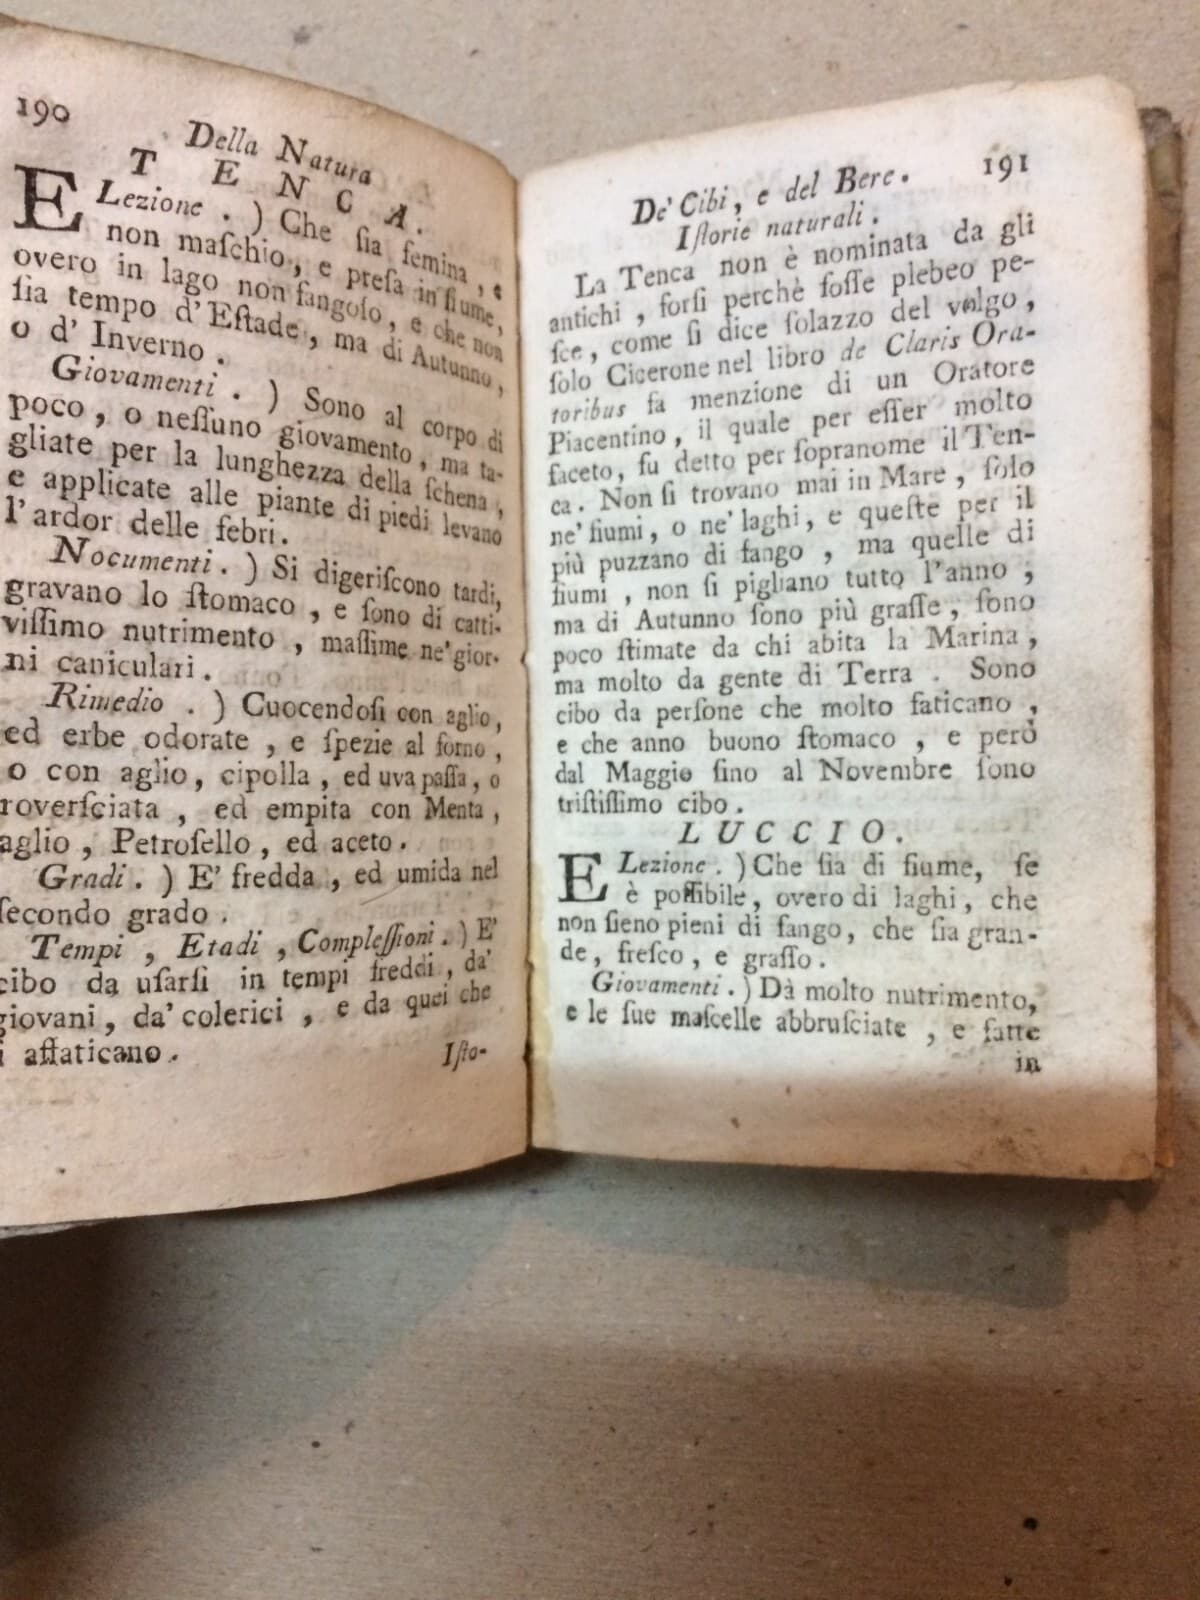 190
Della Natura
TENCA.
ELezione . ) Che ſia femina , e
non maſchio , e preſa in fiume,
overo in lago non fangoſo , e che non
ſia tempo d'Eſtade , ma di Autunno ,
o d' Inverno .
Giovamenti . ) Sono al corpo di
poco , o neſſuno giovamento , ma ta-
gliate per la lunghezza della ſchena ,
e applicate alle piante di piedi levano
l'ardor delle febri.
Nocumenti . ) Si digeriſcono tardi,
gravano lo ſtomaco , e ſono di catti-
viſſimo nutrimento , maſſime ne'gior-
ni caniculari .
Rimedio . ) Cuocendoſi con aglio,
ed erbe odorate , e ſpezie al forno ,
o con aglio, cipolla , ed uva paſſa, o
roverſciata , ed empita con Menta ,
aglio , Petroſello , ed aceto .
Gradi . ) E' fredda , ed umida nel
ſecondo grado .
Tempi , Etadi , Compleſſioni . ) E'
cibo da uſarſi in tempi freddi , da'
giovani , da' colerici , e da quei che
i affaticano .
Iſto-
De' Cibi , e del Bere . 191
Iſtorie naturali .
La Tenca non è nominata da gli
antichi , forſi perchè foſſe plebeo pe-
ſce , come ſi dice ſolazzo del volgo ,
ſolo Cicerone nel libro de Claris Ora-
toribus fa menzione di un Oratore
Piacentino , il quale per eſſer molto
faceto, fu detto per ſopranome il Ten-
ca . Non ſi trovano mai in Mare , ſolo
ne' fiumi , o ne' laghi , e queſte per il
più puzzano di fango , ma quelle di
fiumi , non ſi pigliano tutto l'anno ,
ma di Autunno ſono più graſſe , ſono
poco ſtimate da chi abita la Marina ,
ma molto da gente di Terra . Sono
cibo da perſone che molto faticano ,
e che anno buono ſtomaco , e però
dal Maggio ſino al Novembre ſono
triſtiſſimo cibo .
LUCCIO.
ELezione . ) Che ſia di fiume, ſe
è poſſibile, overo di laghi , che
non ſieno pieni di fango, che ſia gran-
de, freſco , e graſſo .
Giovamenti . ) Dà molto nutrimento,
e le ſue maſcelle abbruſciate , e fatte
in